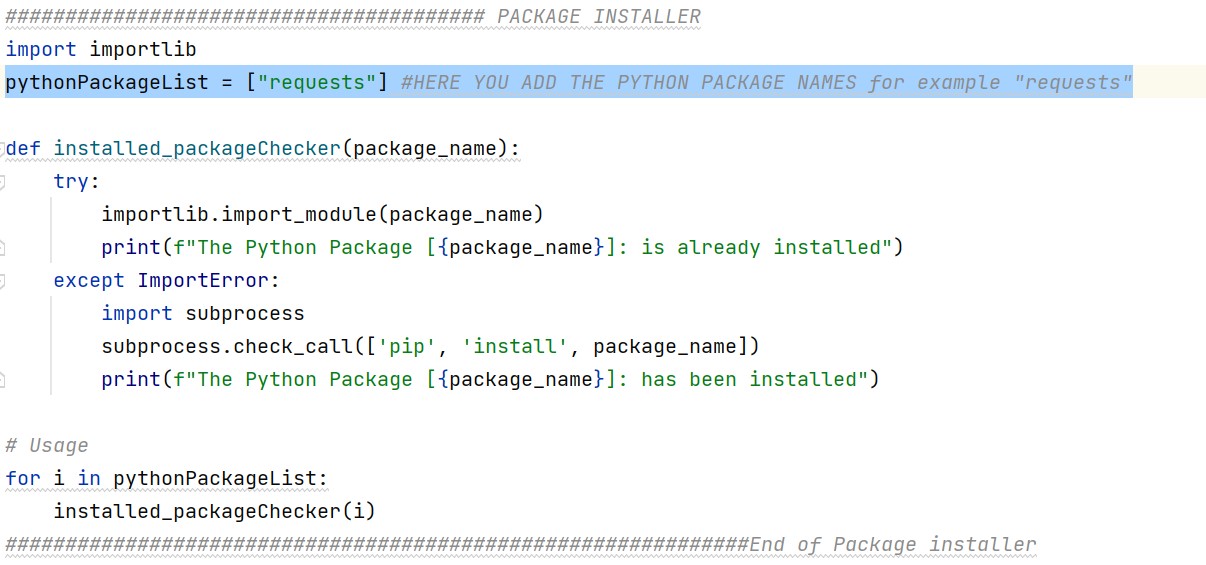 ######################################## PACKAGE INSTALLER
import importlib
pythonPackageList = ["requests"] #HERE YOU ADD THE PYTHON PACKAGE NAMES for example "requests"
def installed_packageChecker(package_name):
    try:
        importlib.import_module(package_name)
        print(f"The Python Package [{package_name}]: is already installed")
    except ImportError:
        import subprocess
        subprocess.check_call(['pip', 'install', package_name])
        print(f"The Python Package [{package_name}]: has been installed")
# Usage
for i in pythonPackageList:
    installed_packageChecker(i)
##############################################################End of Package installer